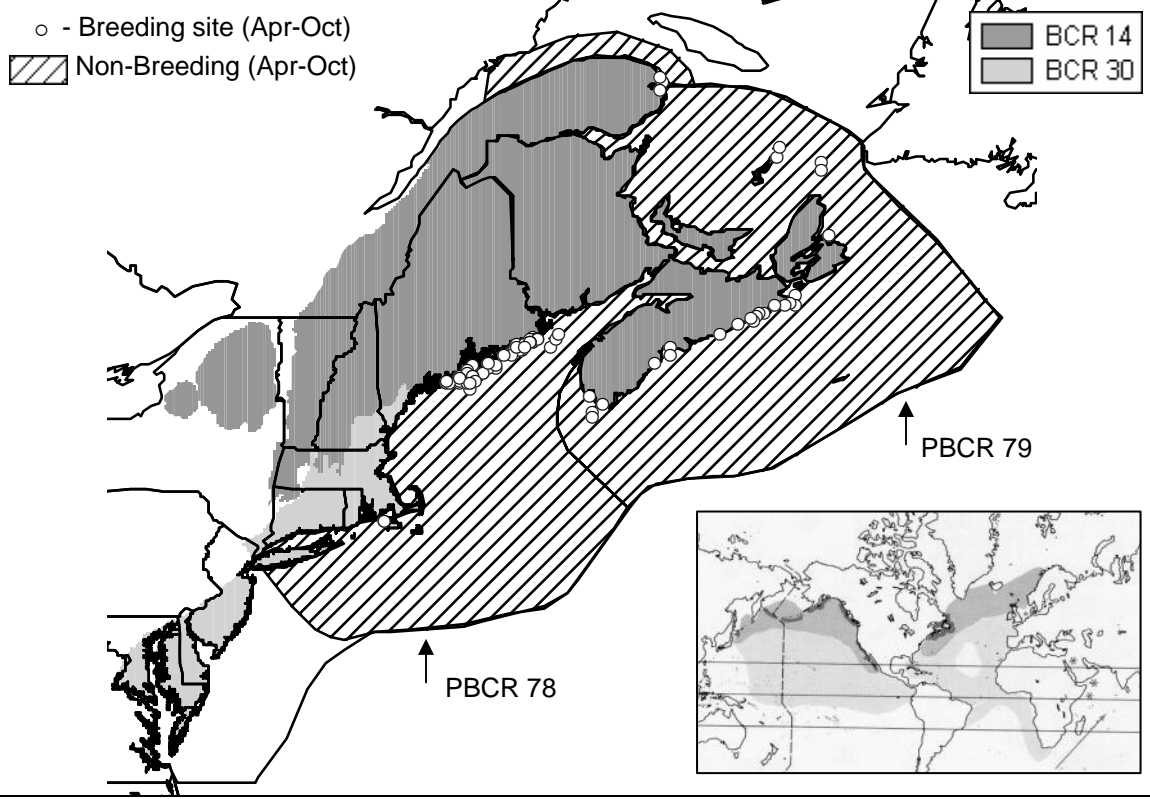 ○ - Breeding site (Apr-Oct)
Non-Breeding (Apr-Oct)
BCR 14
BCR 30
PBCR 79
PBCR 78